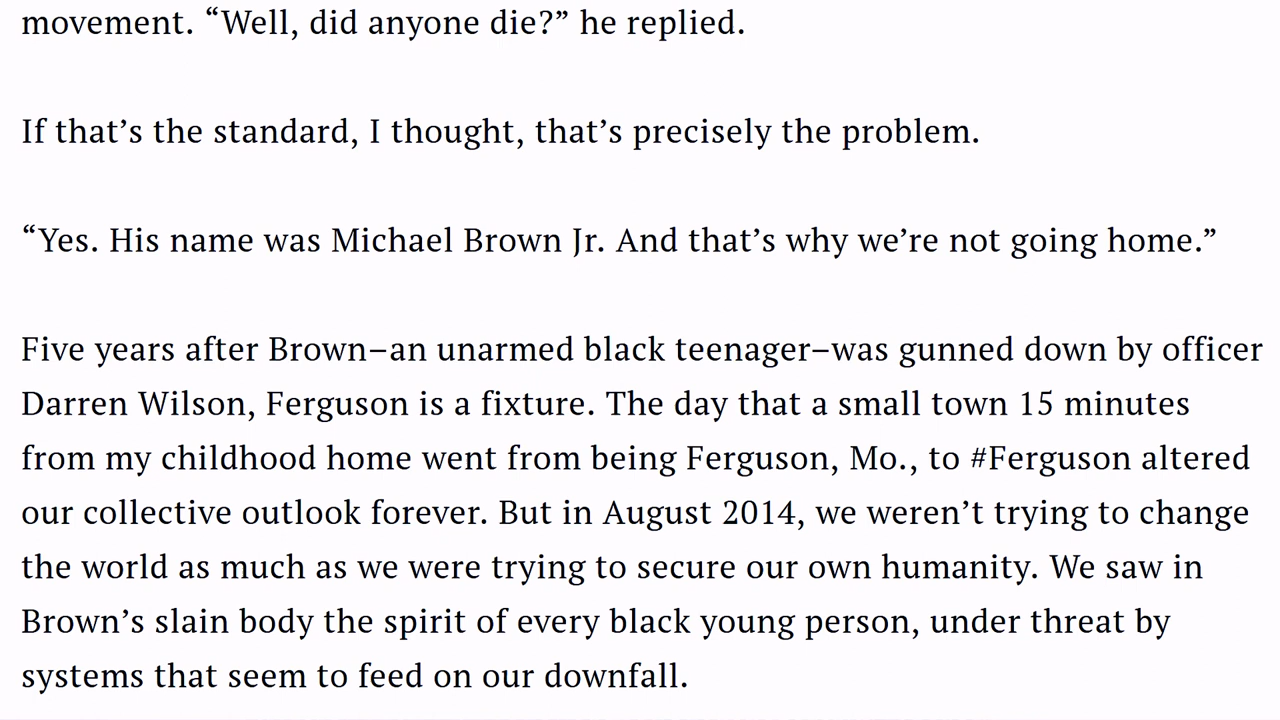 movement. “Well, did anyone die?” he replied.
If that’s the standard, I thought, that’s precisely the problem.
“Yes. His name was Michael Brown Jr. And that’s why we’re not going home.”
Five years after Brown–an unarmed black teenager–was gunned down by officer
Darren Wilson, Ferguson is a fixture. The day that a small town 15 minutes
from my childhood home went from being Ferguson, Mo., to #Ferguson altered
our collective outlook forever. But in August 2014, we weren’t trying to change
the world as much as we were trying to secure our own humanity. We saw in
Brown’s slain body the spirit of every black young person, under threat by
systems that seem to feed on our downfall.